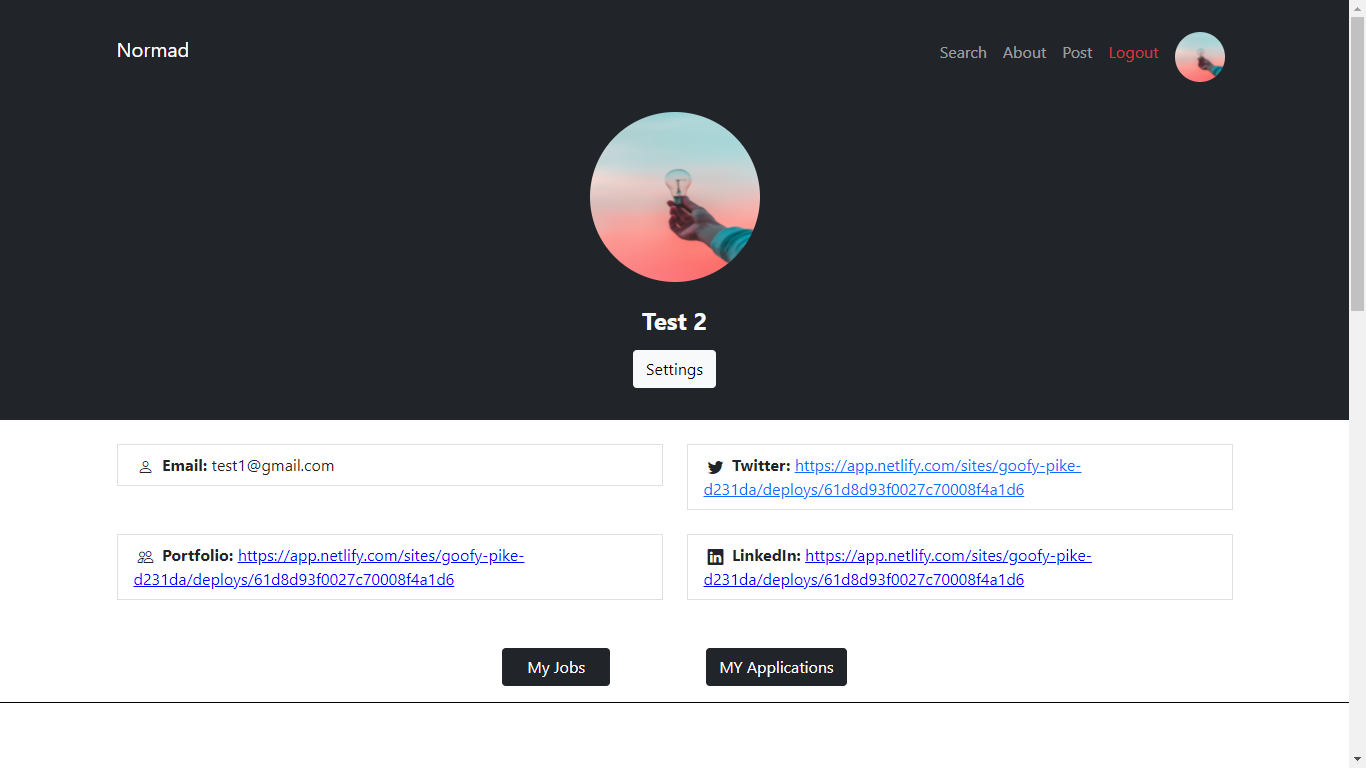 Normad
Search About Post Logout
Test 2
Settings
Email: test1@gmail.com
Twitter: https://app.netlify.com/sites/goofy-pike-
d231da/deploys/61d8d93f0027c70008f4a1d6
Portfolio: https://app.netlify.com/sites/goofy-pike-
d231da/deploys/61d8d93f0027c70008f4a1d6
LinkedIn: https://app.netlify.com/sites/goofy-pike-
d231da/deploys/61d8d93f0027c70008f4a1d6
My Jobs
MY Applications